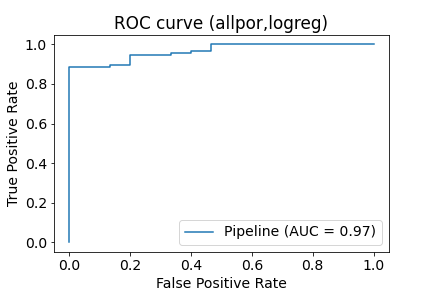 ROC curve (allpor,logreg)
True Positive Rate
1.0
0.8
0.6
0.4
0.2
0.0
Pipeline (AUC = 0.97)
0.0 0.2 0.4 0.6 0.8 1.0
False Positive Rate